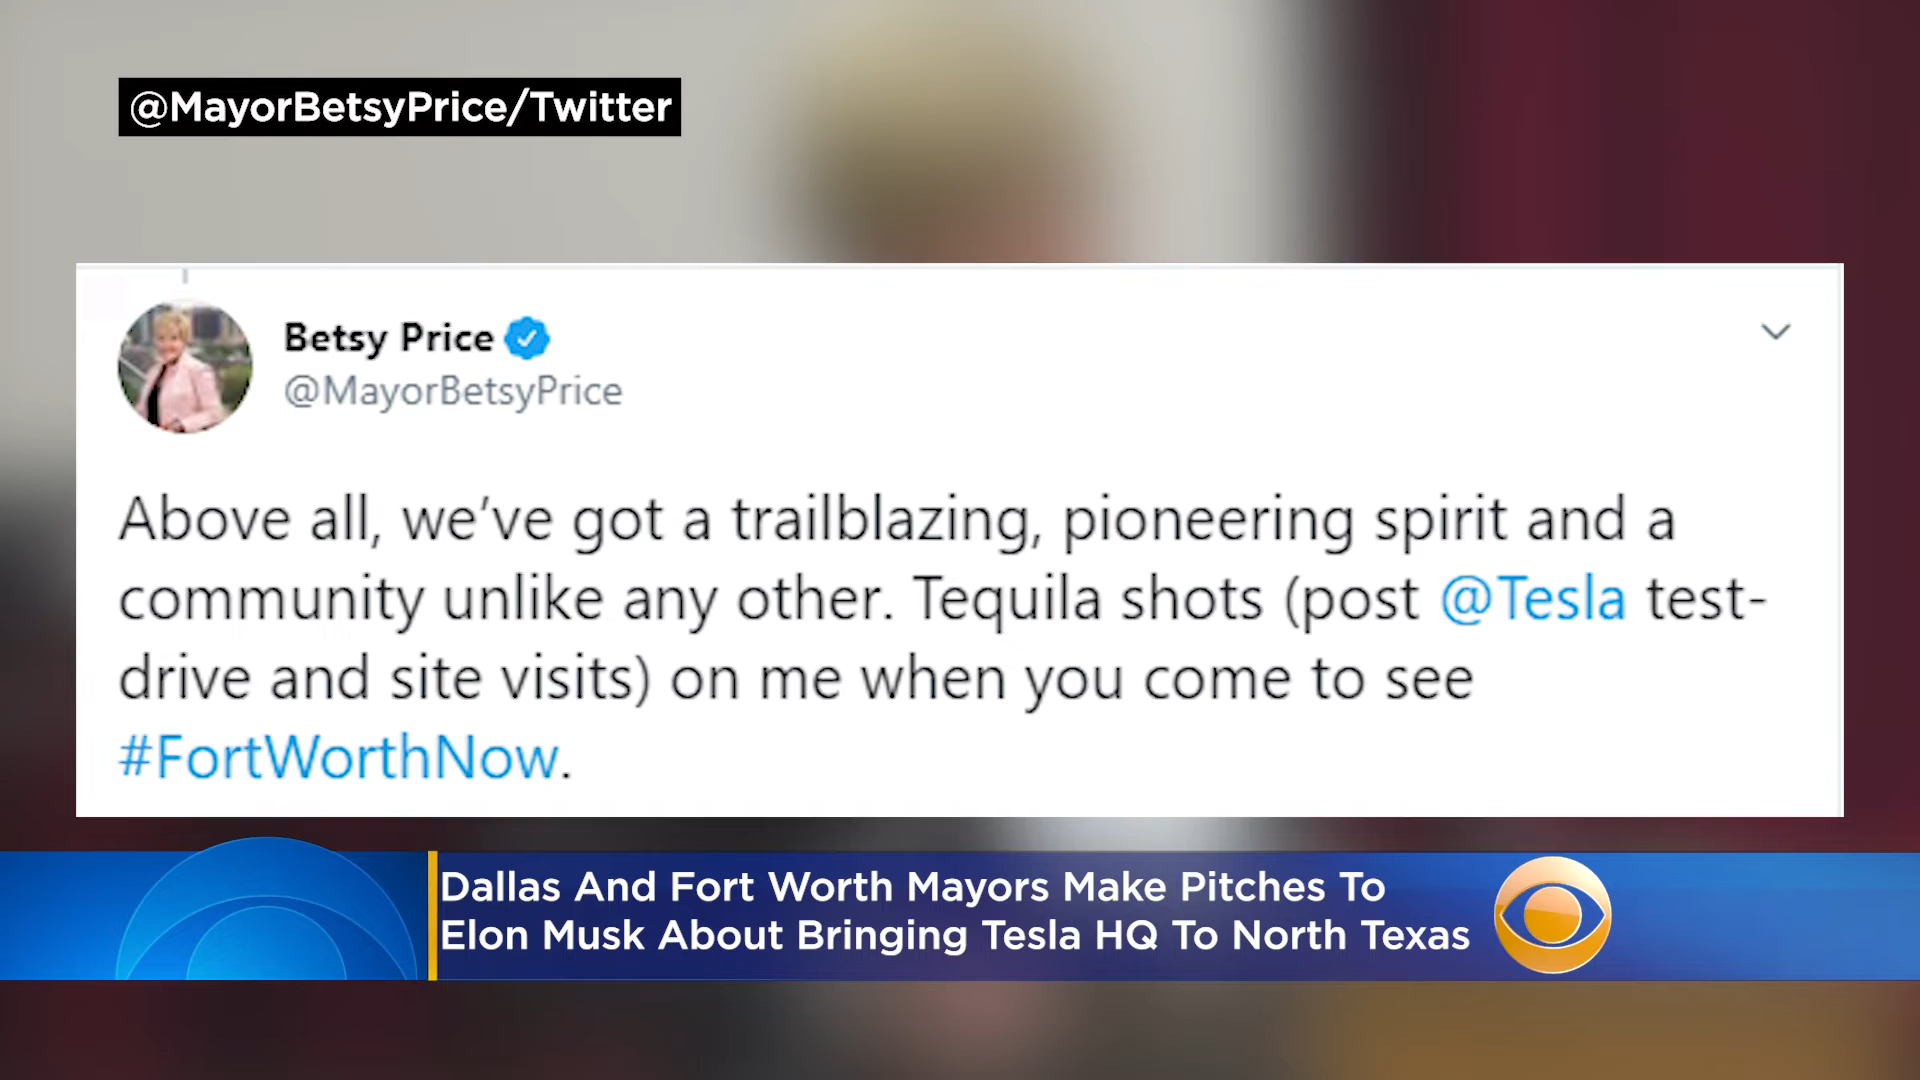 @MayorBetsyPrice/Twitter
Betsy Price
@MayorBetsyPrice
Above all, we've got a trailblazing, pioneering spirit and a
community unlike any other. Tequila shots (post @Tesla test-
drive and site visits) on me when you come to see
#FortWorthNow.
Dallas And Fort Worth Mayors Make Pitches To
Elon Musk About Bringing Tesla HQ To North Texas